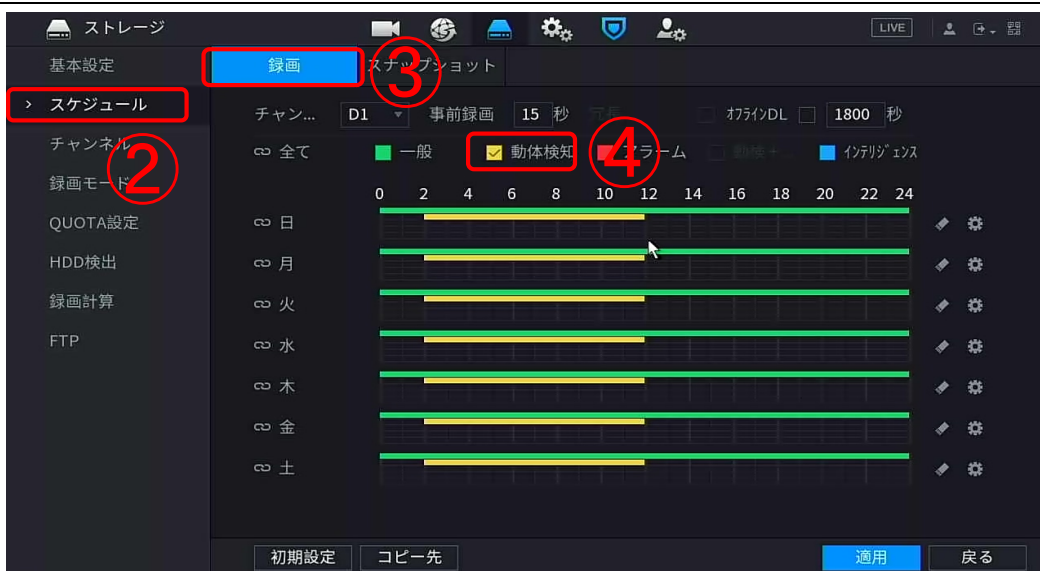 ストレージ LIVE
基本設定 録画 スナップショット ③
> スケジュール
チャン... D1 事前録画 15 秒 ｵﾌﾗｲﾝDL 1800 秒
チャンネル ② 全て 一般 動体検知 ④ アラーム ｲﾝﾃﾘｼﾞｪﾝｽ
録画モード
0 2 4 6 8 10 12 14 16 18 20 22 24
QUOTA設定 日
HDD検出 月
録画計算 火
FTP 水
木
金
土
初期設定 コピー先 適用 戻る